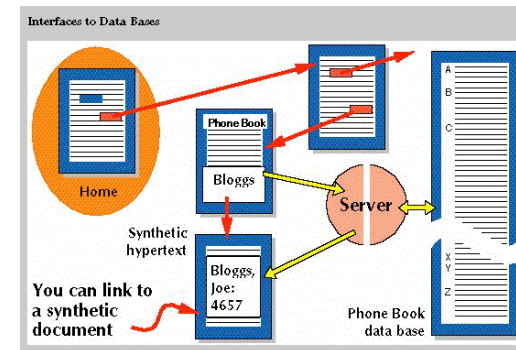 Interfaces to Data Bases
A
B
C
Phone Book
Bloggs
Home
Server
Synthetic
hypertext
Bloggs,
Joe:
4657
X
Y
Z
You can link to
a synthetic
document
Phone Book
data base